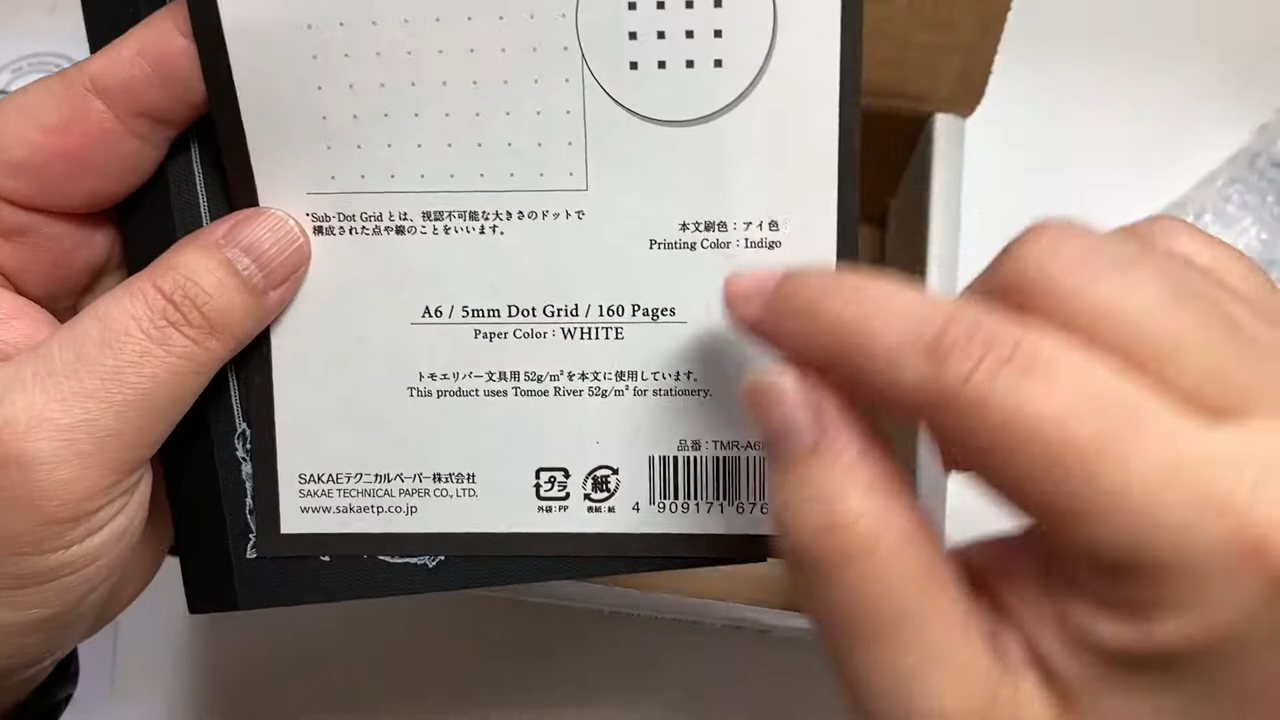 *Sub-Dot Grid とは、視認不可能な大きさのドットで
構成された点や線のことをいいます。
本文刷色：アイ色
Printing Color : Indigo
A6 / 5mm Dot Grid / 160 Pages
Paper Color : WHITE
トモエリバー文具用 52g/m²を本文に使用しています。
This product uses Tomoe River 52g/m² for stationery.
品番：TMR-A6
SAKAEテクニカルペーパー株式会社
SAKAE TECHNICAL PAPER CO., LTD.
www.sakaetp.co.jp
プラ
紙
外袋：PP
表紙：紙
4 909171 676